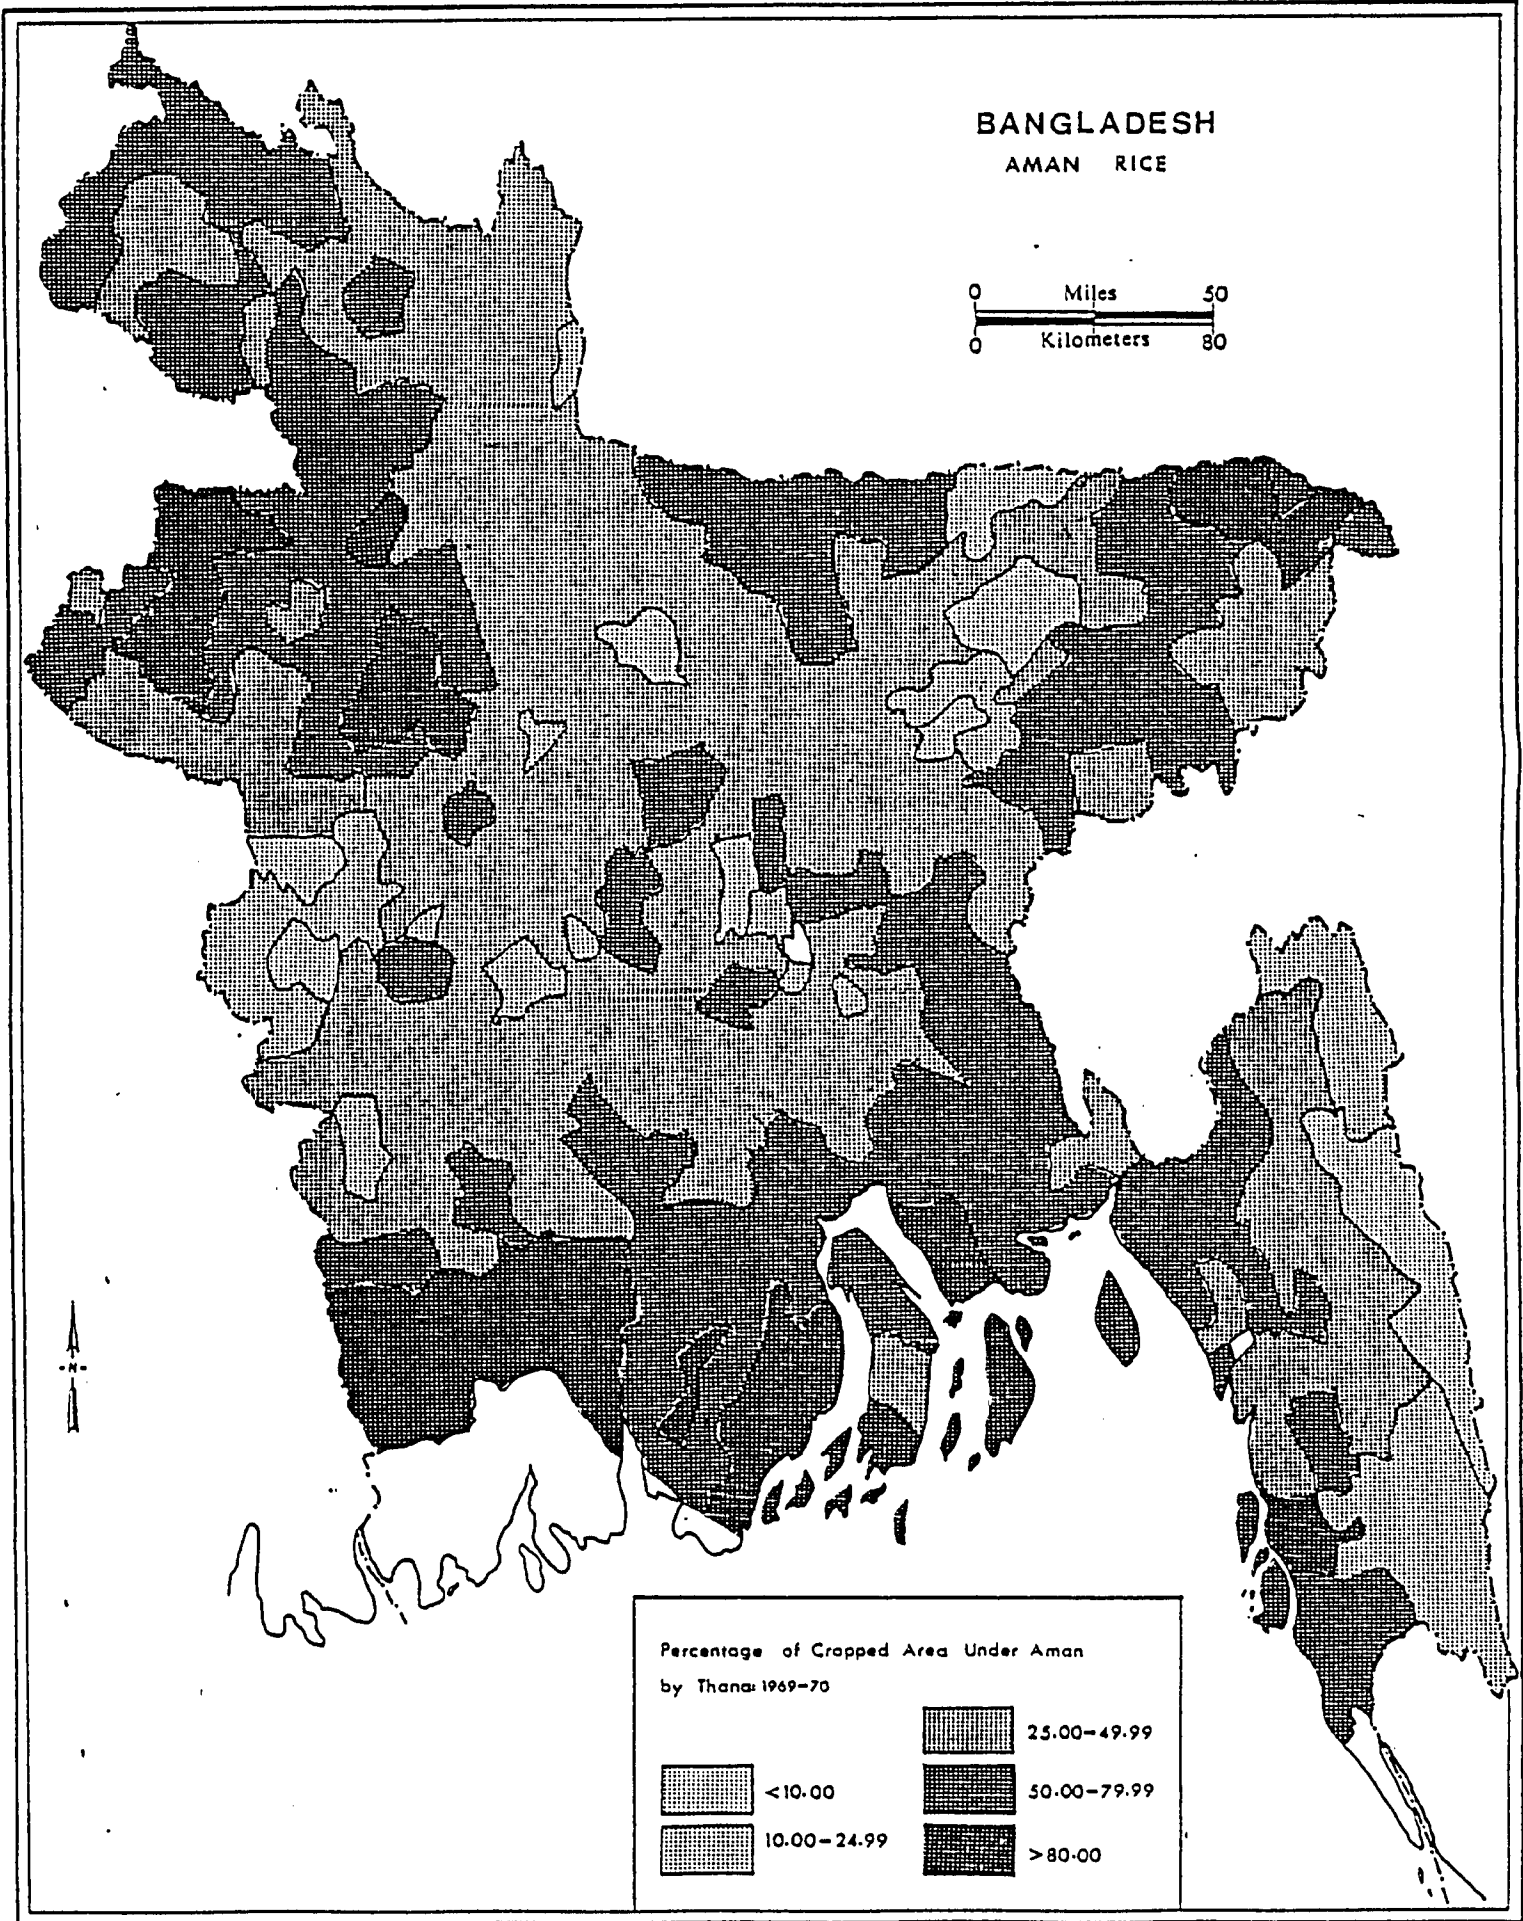 BANGLADESH
AMAN RICE
0 Miles 50
0 Kilometers 80
-N-
Percentage of Cropped Area Under Aman
by Thana: 1969-70
25.00-49.99
<10.00
50.00-79.99
10.00-24.99
>80.00